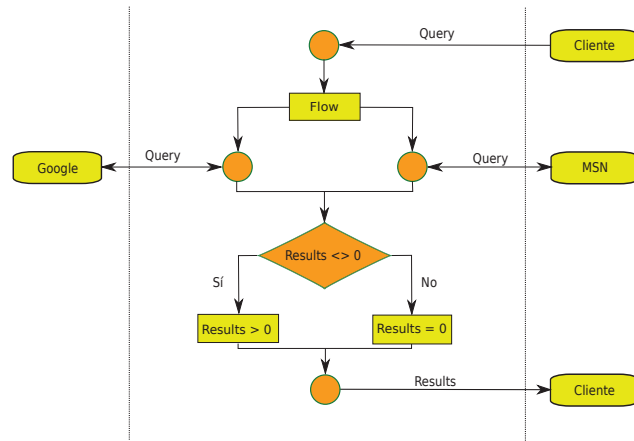 Query
Cliente
Flow
Google
Query
Query
MSN
Results <> 0
Sí
No
Results > 0
Results = 0
Results
Cliente